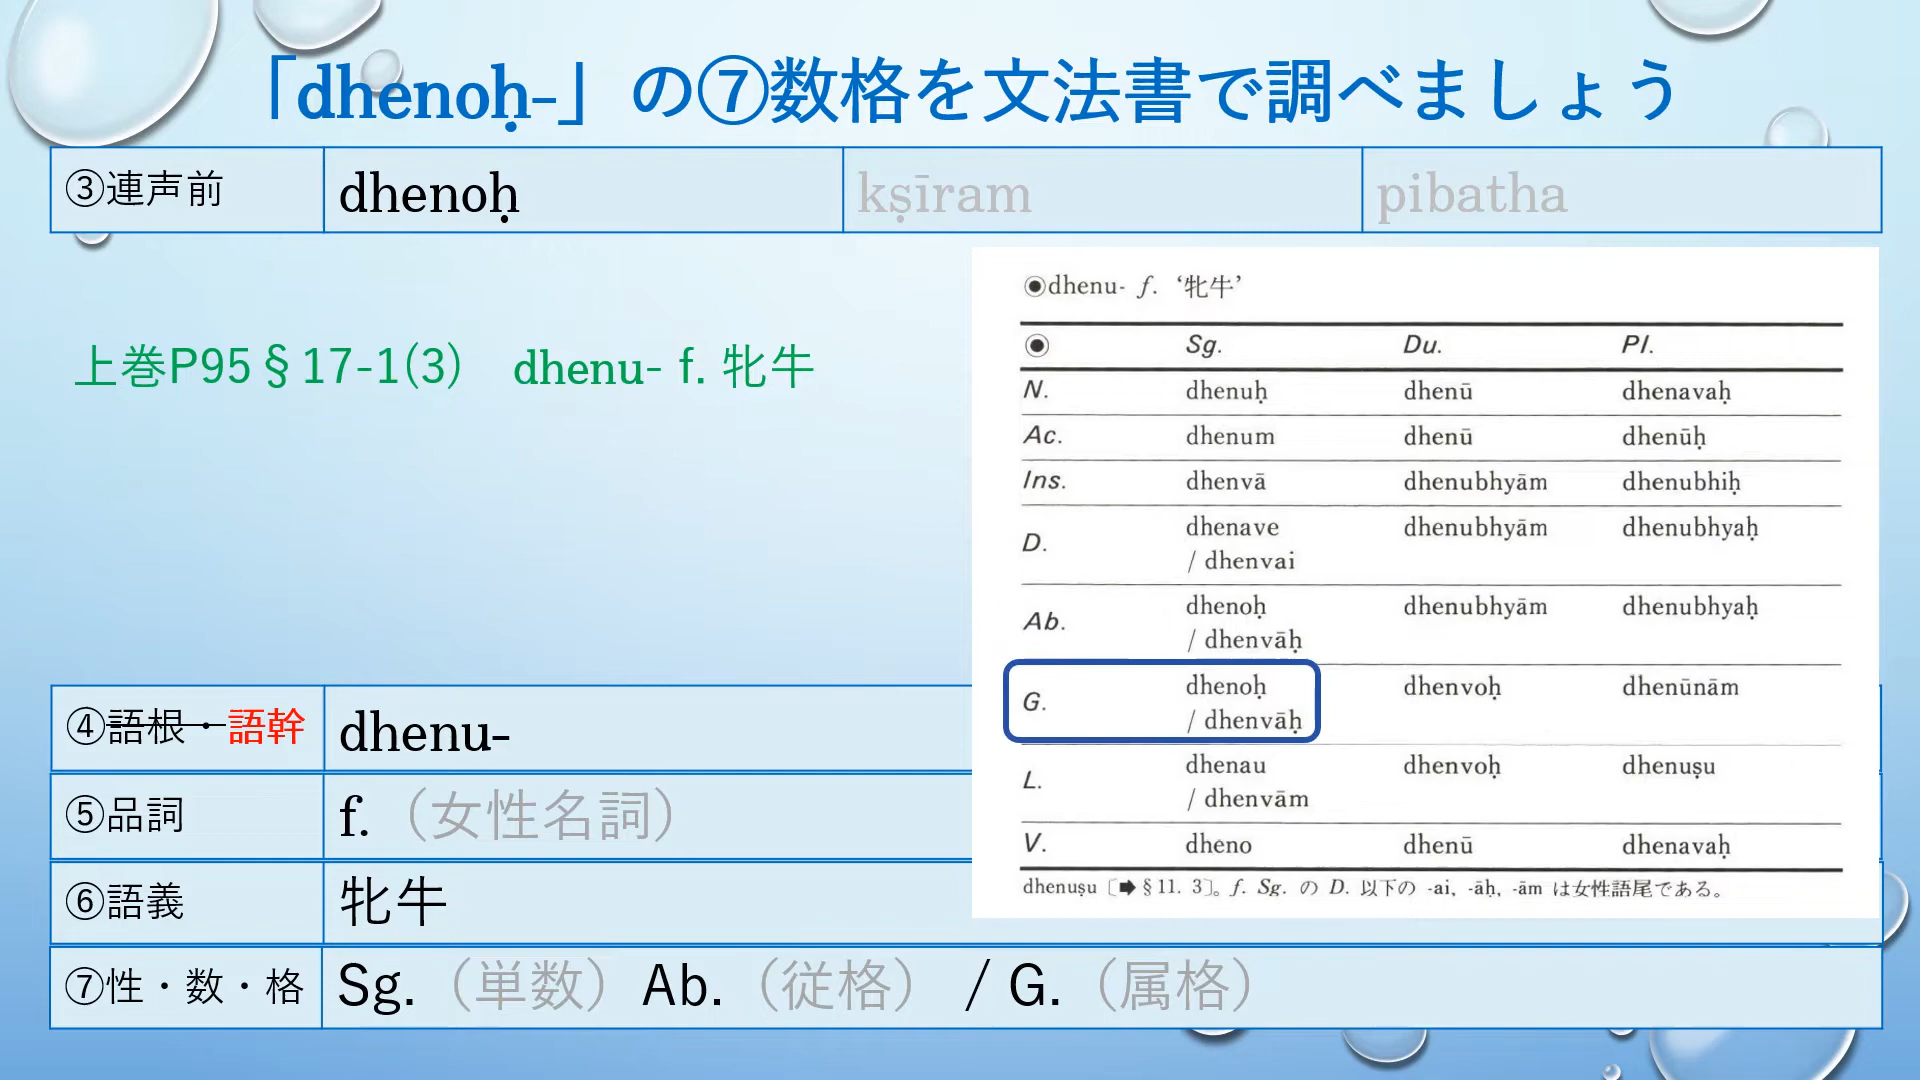 「dhenoḥ-」の⑦数格を文法書で調べましょう
③連声前 dhenoḥ kṣīram pibatha
上巻P95§17-1(3) dhenu- f. 牝牛
◉dhenu- f. ‘牝牛’
◉ Sg. Du. Pl.
N. dhenuḥ dhenū dhenavaḥ
Ac. dhenum dhenū dhenūḥ
Ins. dhenvā dhenubhyām dhenubhiḥ
D. dhenave dhenubhyām dhenubhyaḥ
/ dhenvai
Ab. dhenoḥ dhenubhyām dhenubhyaḥ
/ dhenvāḥ
G. dhenoḥ dhenvoḥ dhenūnām
/ dhenvāḥ
L. dhenau dhenvoḥ dhenuṣu
/ dhenvām
V. dheno dhenū dhenavaḥ
dhenuṣu〔➡§11. 3〕。f. Sg. の D. 以下の -ai, -āḥ, -ām は女性語尾である。
④語根・語幹 dhenu-
⑤品詞 f.（女性名詞）
⑥語義 牝牛
⑦性・数・格 Sg.（単数）Ab.（従格） / G.（属格）